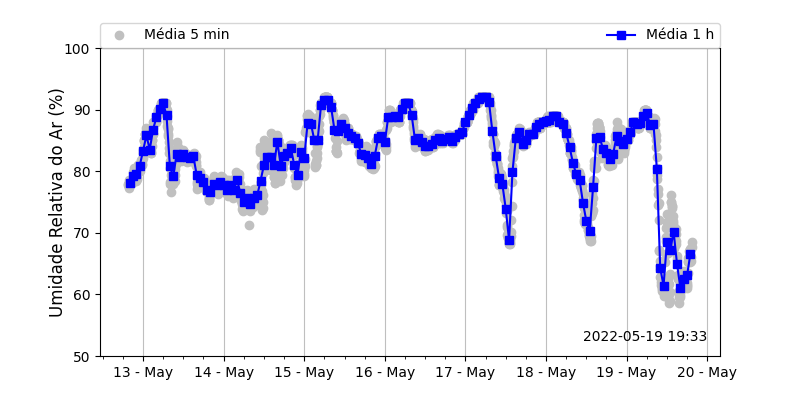 Média 5 min
Média 1 h
Umidade Relativa do Ar (%)
100
90
80
70
60
50
2022-05-19 19:33
13 - May
14 - May
15 - May
16 - May
17 - May
18 - May
19 - May
20 - May